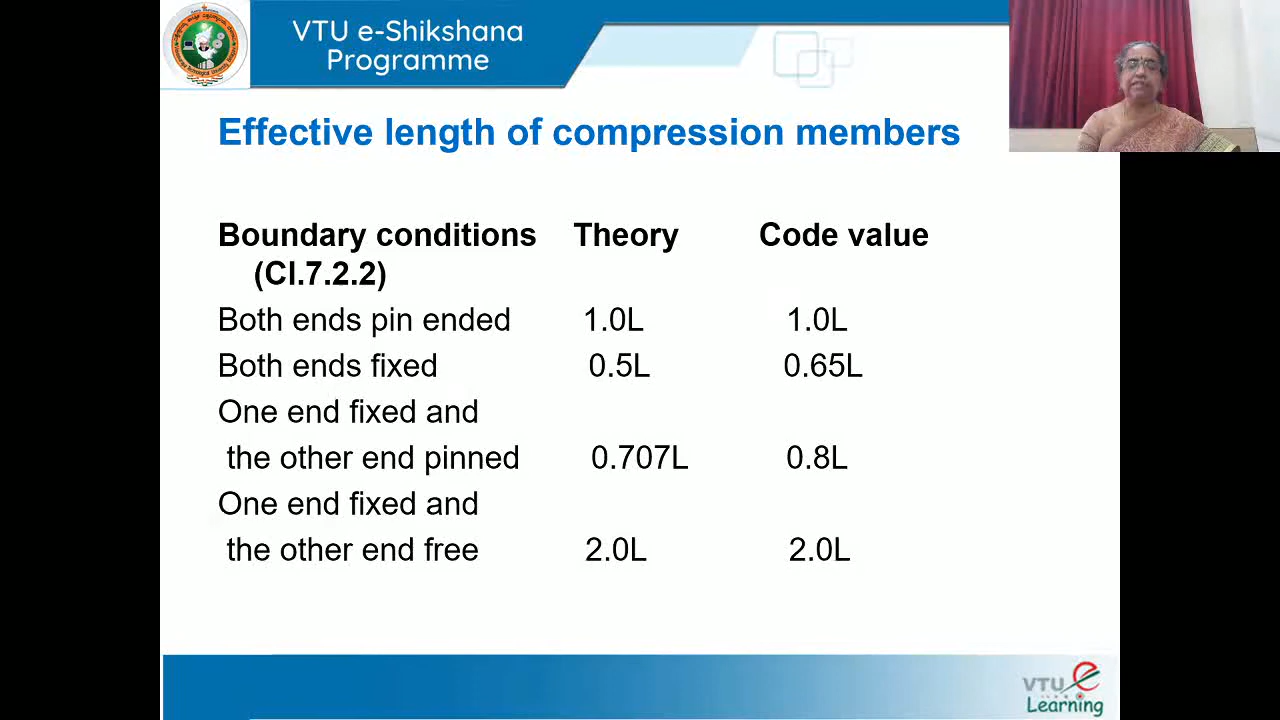 VTU e-Shikshana
Programme
Effective length of compression members
Boundary conditions Theory Code value
(Cl.7.2.2)
Both ends pin ended 1.0L 1.0L
Both ends fixed 0.5L 0.65L
One end fixed and
the other end pinned 0.707L 0.8L
One end fixed and
the other end free 2.0L 2.0L
VTU e
Learning